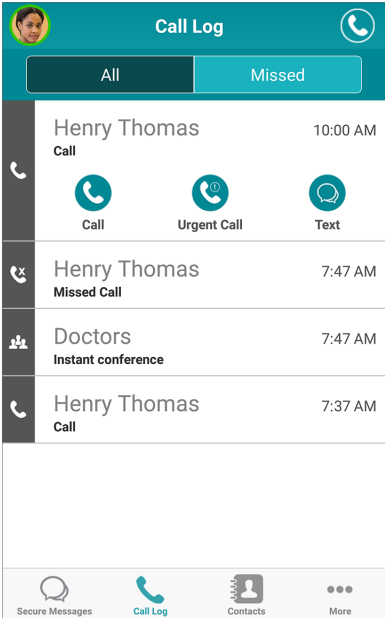 Call Log
All Missed
Henry Thomas 10:00 AM
Call
Call Urgent Call Text
Henry Thomas 7:47 AM
Missed Call
Doctors 7:47 AM
Instant conference
Henry Thomas 7:37 AM
Call
Secure Messages Call Log Contacts More